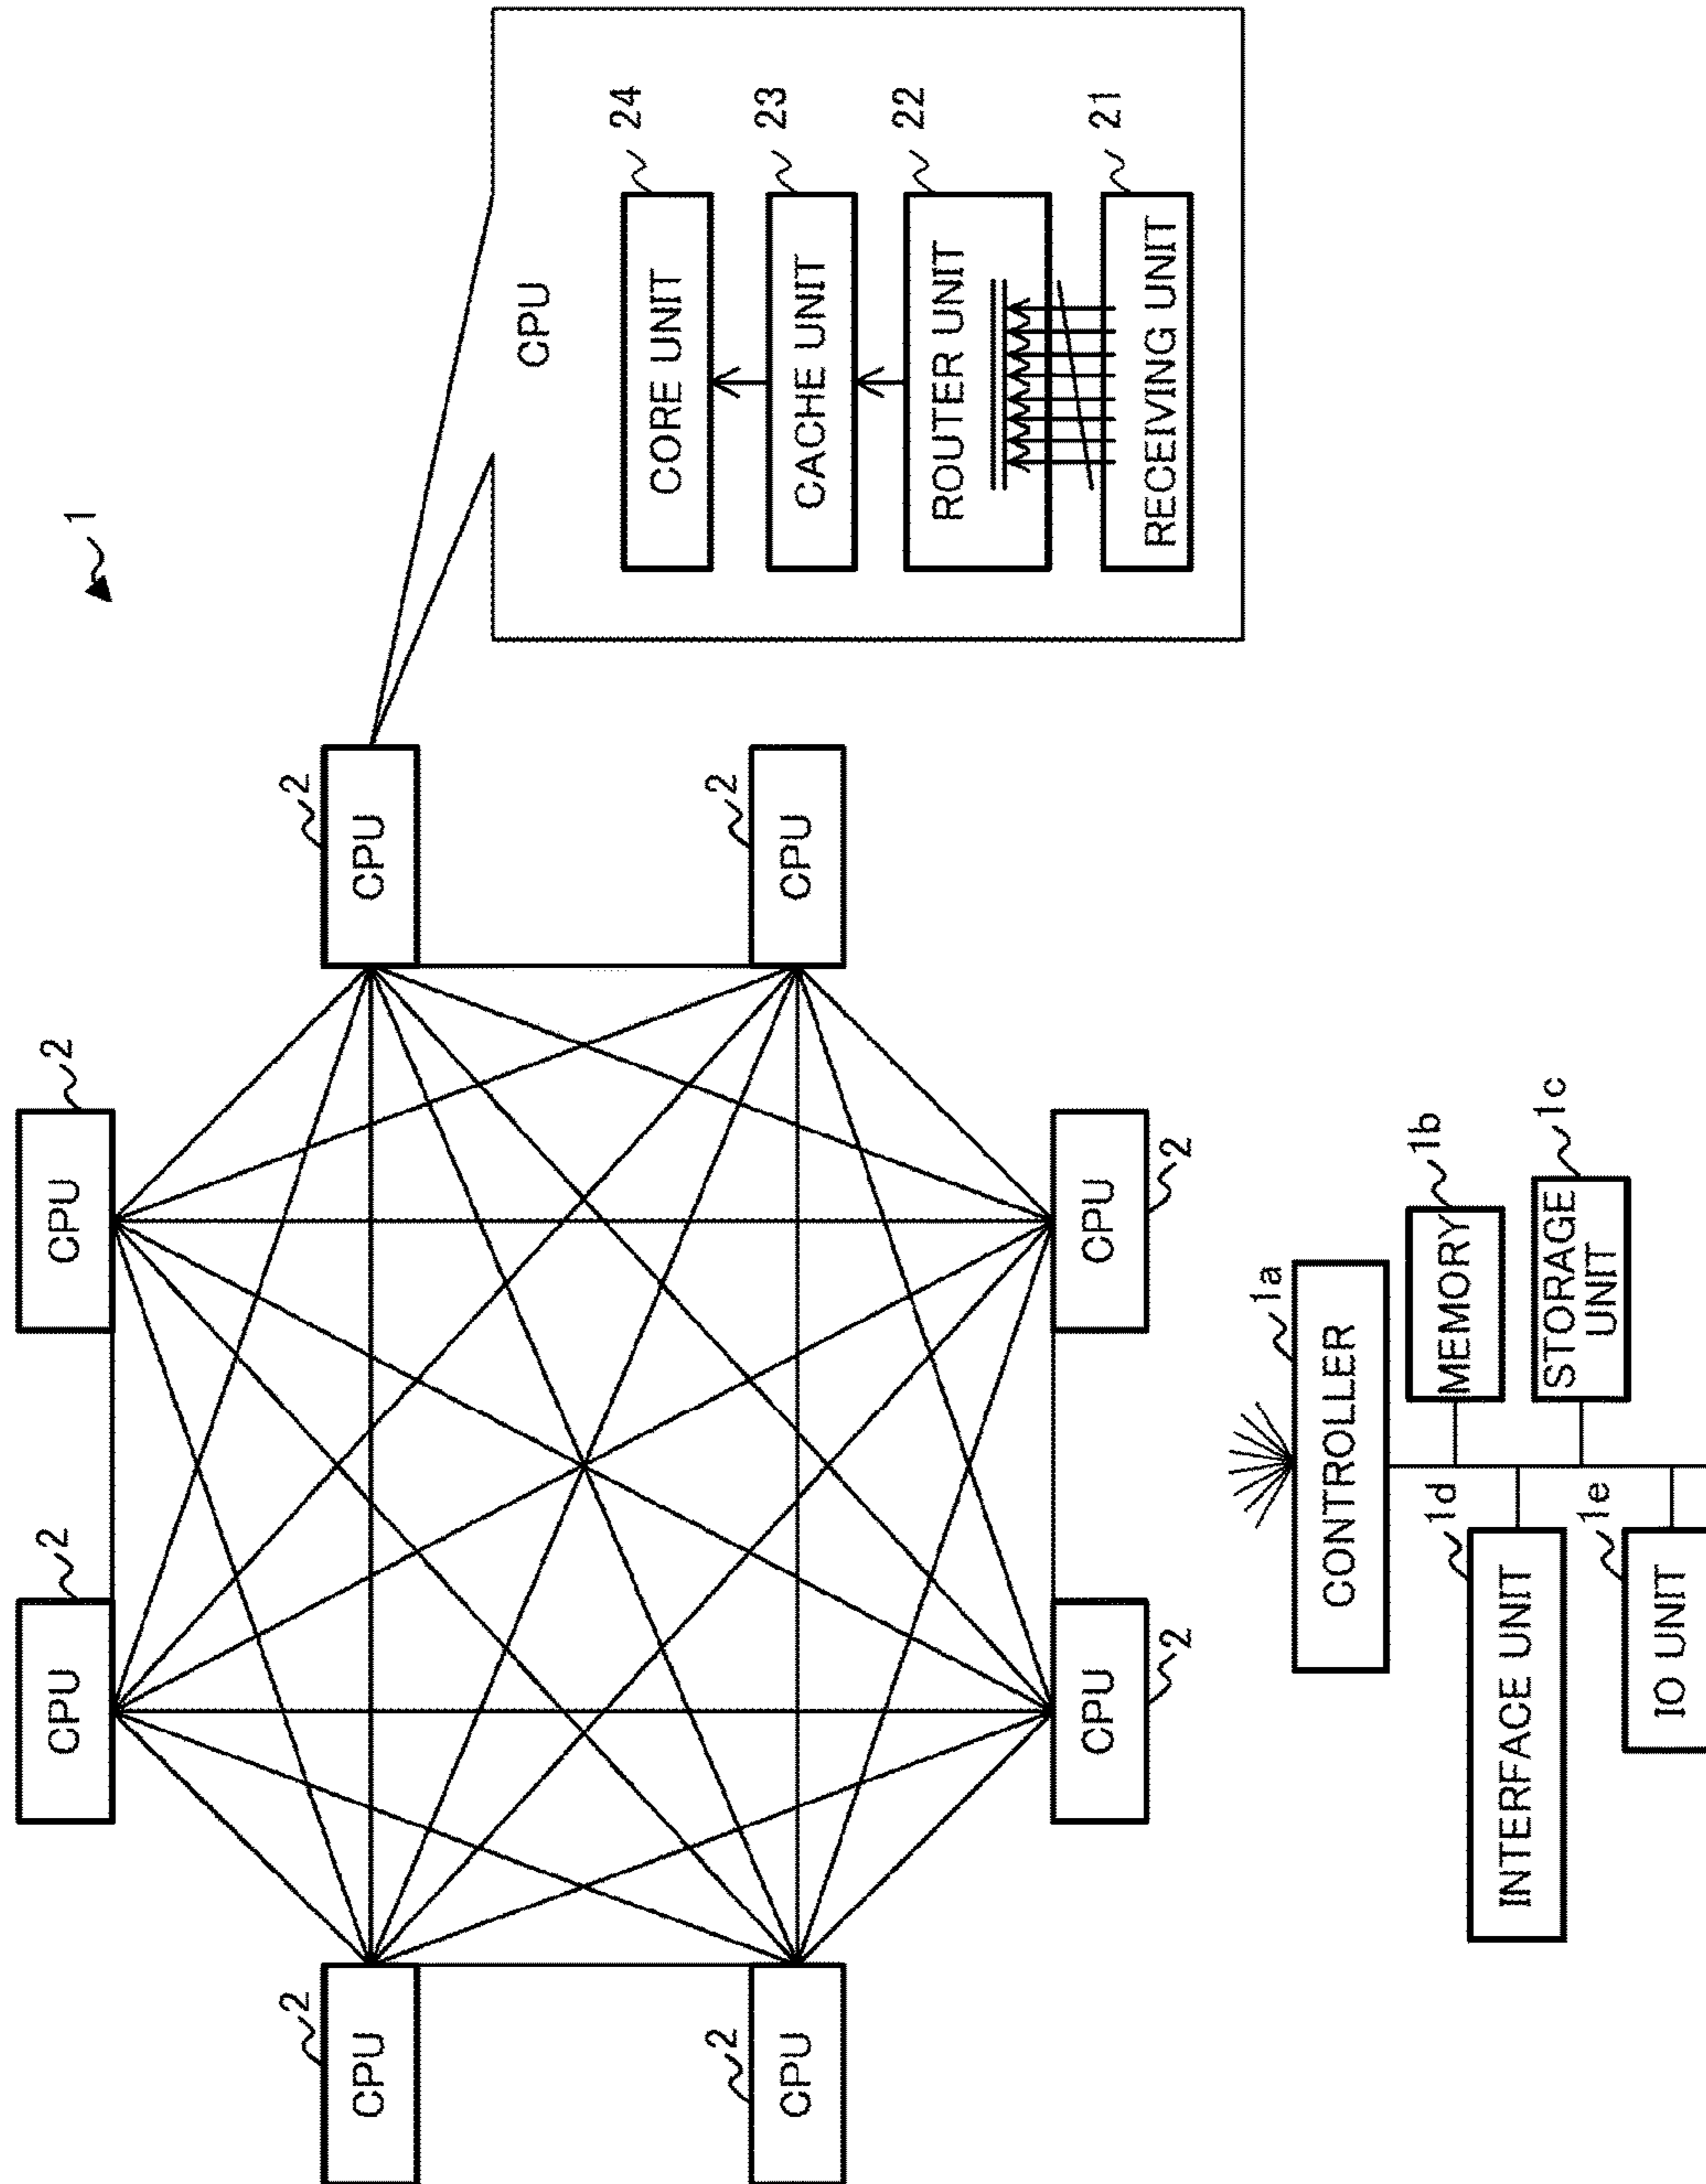 1
2
2
CPU
CPU
2
2
CPU
CPU
2
2
CPU
CPU
CPU
CPU
2
2
CPU
24
CORE UNIT
23
CACHE UNIT
22
ROUTER UNIT
21
RECEIVING UNIT
1a
CONTROLLER
1b
MEMORY
1c
STORAGE
UNIT
1d
INTERFACE UNIT
1e
IO UNIT